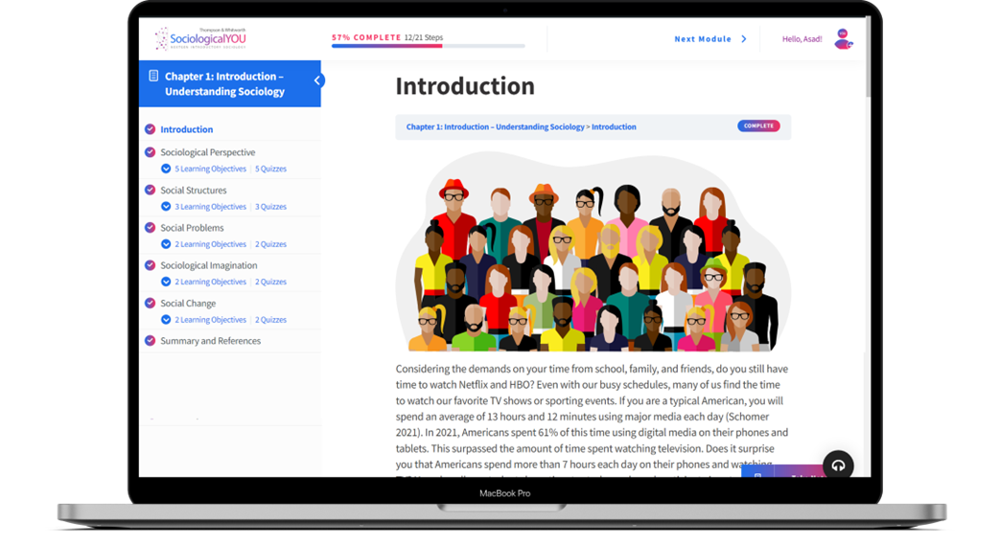 Thompson & Whitworth
SociologicalYOU
57% COMPLETE 12/21 Steps
Next Module
Hello, Asad!
Chapter 1: Introduction –
Understanding Sociology
Introduction
Sociological Perspective
5 Learning Objectives | 5 Quizzes
Social Structures
3 Learning Objectives | 3 Quizzes
Social Problems
2 Learning Objectives | 2 Quizzes
Sociological Imagination
2 Learning Objectives | 2 Quizzes
Social Change
2 Learning Objectives | 2 Quizzes
Summary and References
Introduction
Chapter 1: Introduction – Understanding Sociology > Introduction
COMPLETE
Considering the demands on your time from school, family, and friends, do you still have
time to watch Netflix and HBO? Even with our busy schedules, many of us find the time
to watch our favorite TV shows or sporting events. If you are a typical American, you will
spend an average of 13 hours and 12 minutes using major media each day (Schomer
2021). In 2021, Americans spent 61% of this time using digital media on their phones and
tablets. This surpassed the amount of time spent watching television. Does it surprise
you that Americans spend more than 7 hours each day on their phones and watching
MacBook Pro